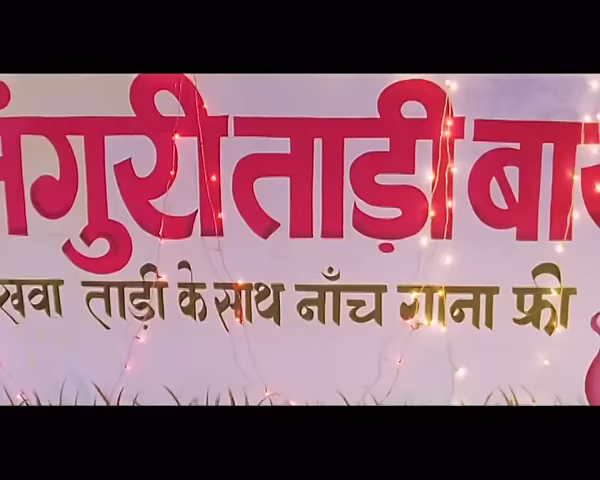 ंगुरी ताड़ी बा
खवा ताड़ी के साथ नाँच गाना फ्री